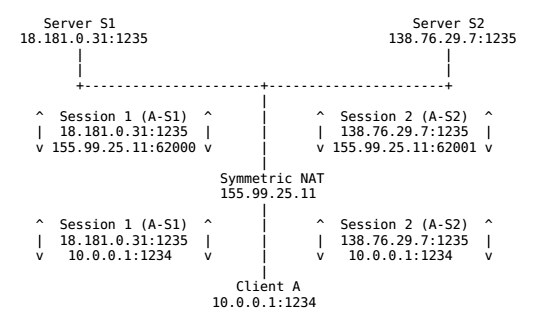 Server S1                                     Server S2
18.181.0.31:1235                              138.76.29.7:1235
|                                             |
|                                             |
+----------------------+----------------------+
|
^  Session 1 (A-S1)  ^      |      ^  Session 2 (A-S2)  ^
|  18.181.0.31:1235  |      |      |  138.76.29.7:1235  |
v 155.99.25.11:62000 v      |      v 155.99.25.11:62001 v
|
Symmetric NAT
155.99.25.11
|
^  Session 1 (A-S1)  ^      |      ^  Session 2 (A-S2)  ^
|  18.181.0.31:1235  |      |      |  138.76.29.7:1235  |
v   10.0.0.1:1234    v      |      v   10.0.0.1:1234    v
|
Client A
10.0.0.1:1234